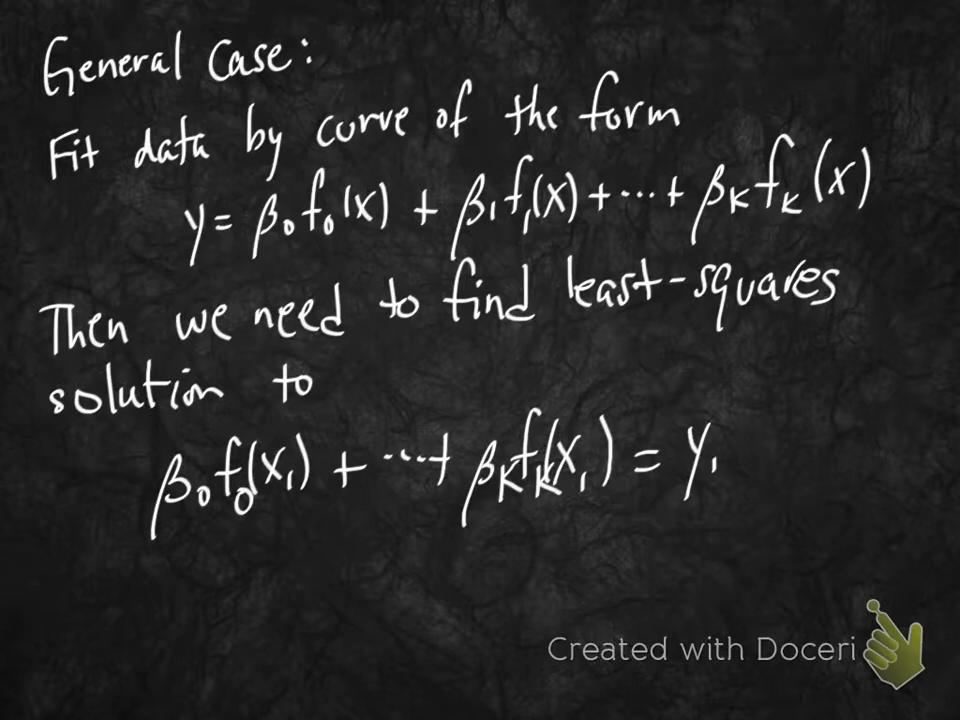 General Case:
Fit data by curve of the form
y = β₀f₀(x) + β₁f₁(x) + ··· + βₖfₖ(x)
Then we need to find least-squares
solution to
β₀f₀(x₁) + ··· + βₖfₖ(x₁) = y₁
Created with Doceri